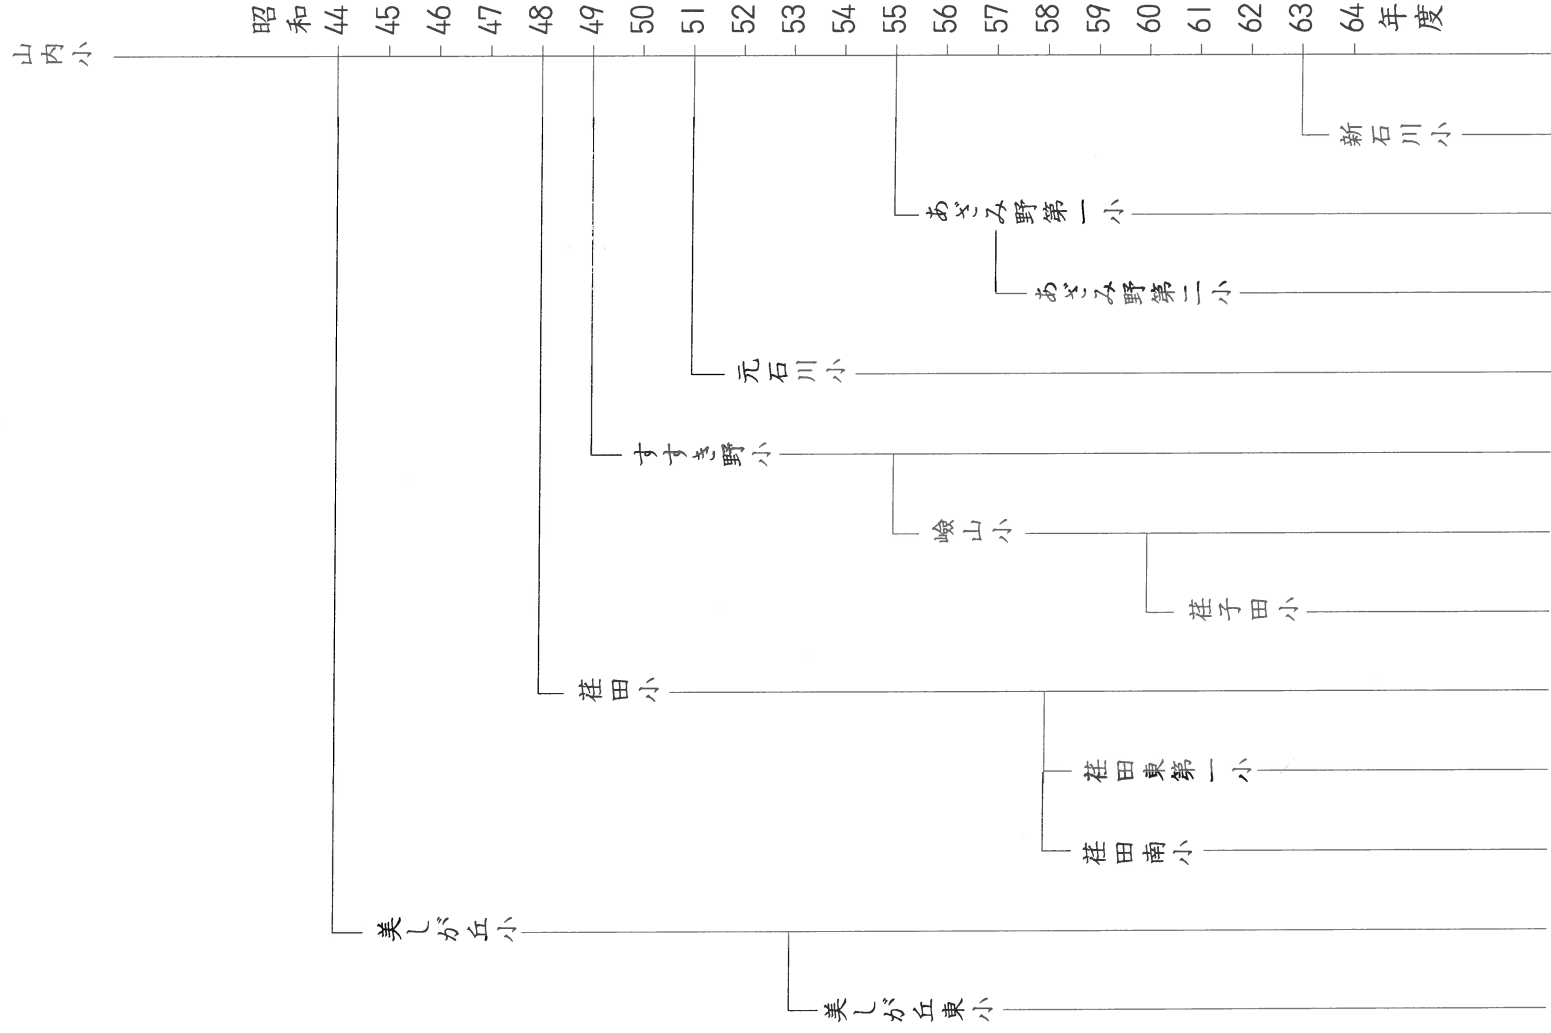 山内小
昭和 44 45 46 47 48 49 50 51 52 53 54 55 56 57 58 59 60 61 62 63 64 年度
新石川小
あざみ野第一小
あざみ野第二小
元石川小
すすき野小
嶮山小
荏子田小
荏田小
荏田東第一小
荏田南小
美しが丘小
美しが丘東小